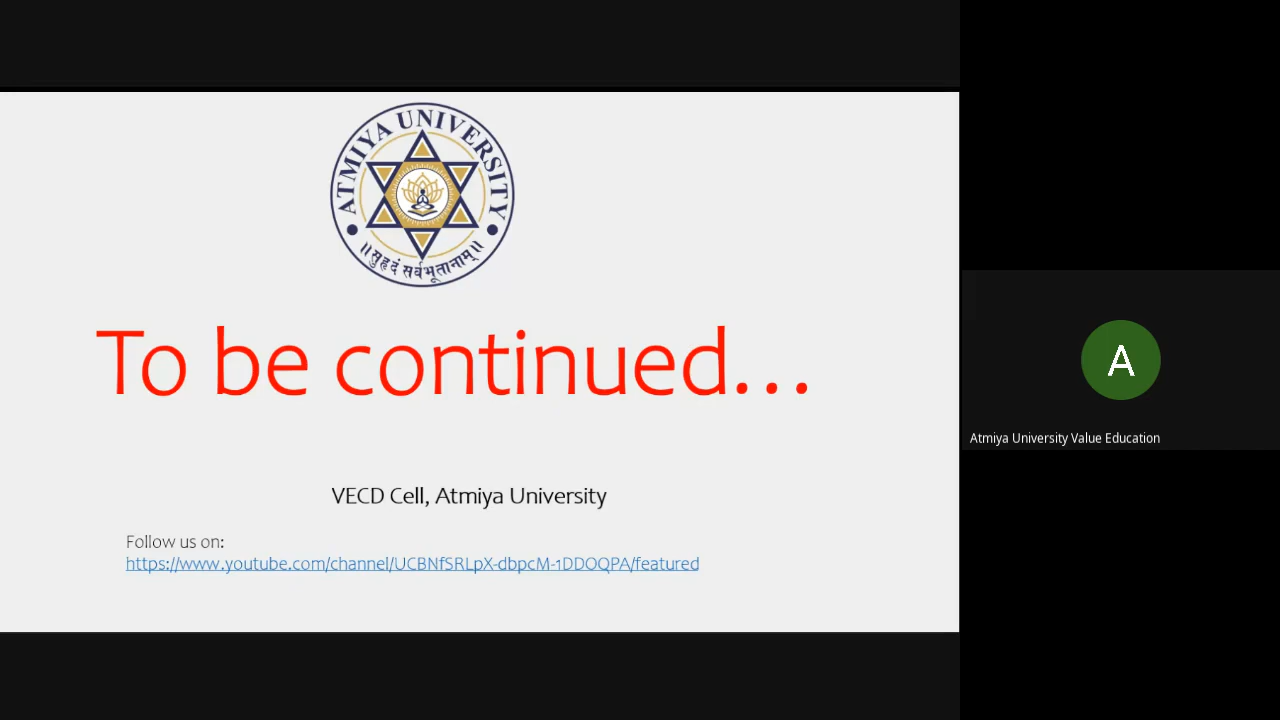 ATMIYA UNIVERSITY
॥सुहृदं सर्वभूतानाम्॥
To be continued...
VECD Cell, Atmiya University
Follow us on:
https://www.youtube.com/channel/UCBNfSRLpX-dbpcM-1DDOQPA/featured
A
Atmiya University Value Education